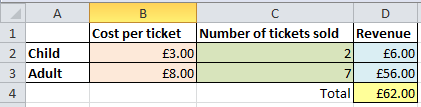 A B C D
1 Cost per ticket Number of tickets sold Revenue
2 Child £3.00 2 £6.00
3 Adult £8.00 7 £56.00
4 Total £62.00